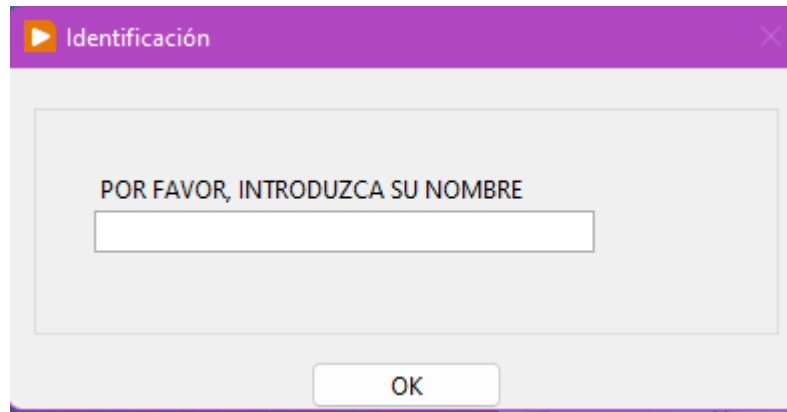 Identificación
POR FAVOR, INTRODUZCA SU NOMBRE
OK